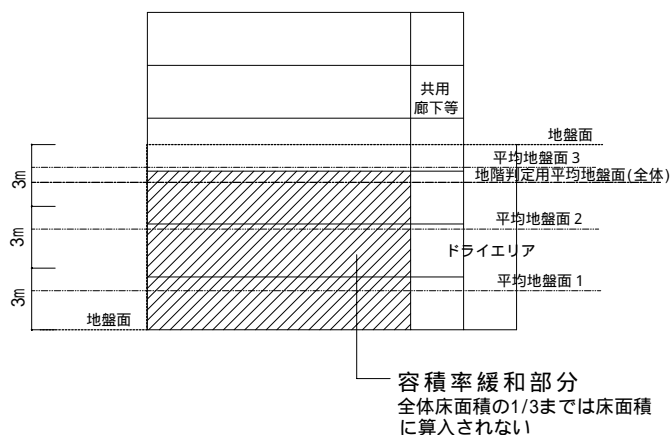 共用
廊下等
地盤面
平均地盤面3
地階判定用平均地盤面(全体)
3m
平均地盤面2
3m
ドライエリア
平均地盤面1
3m
地盤面
容積率緩和部分
全体床面積の1/3までは床面積
に算入されない